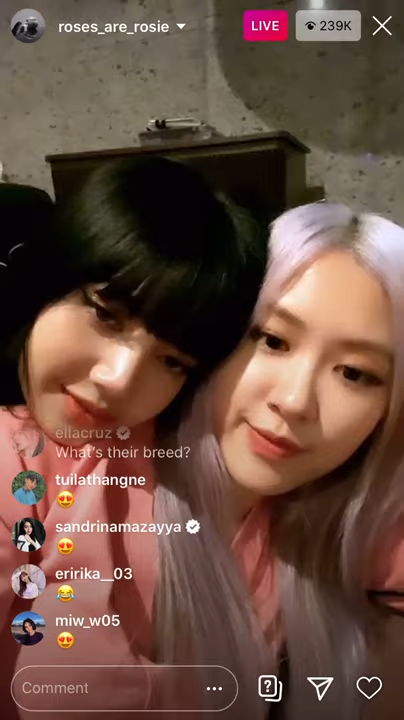 roses_are_rosie
LIVE
239K
ellacruz
What's their breed?
tuilathangne
😍
sandrinamazayya
😍
eririka__03
😂
miw_w05
😍
Comment